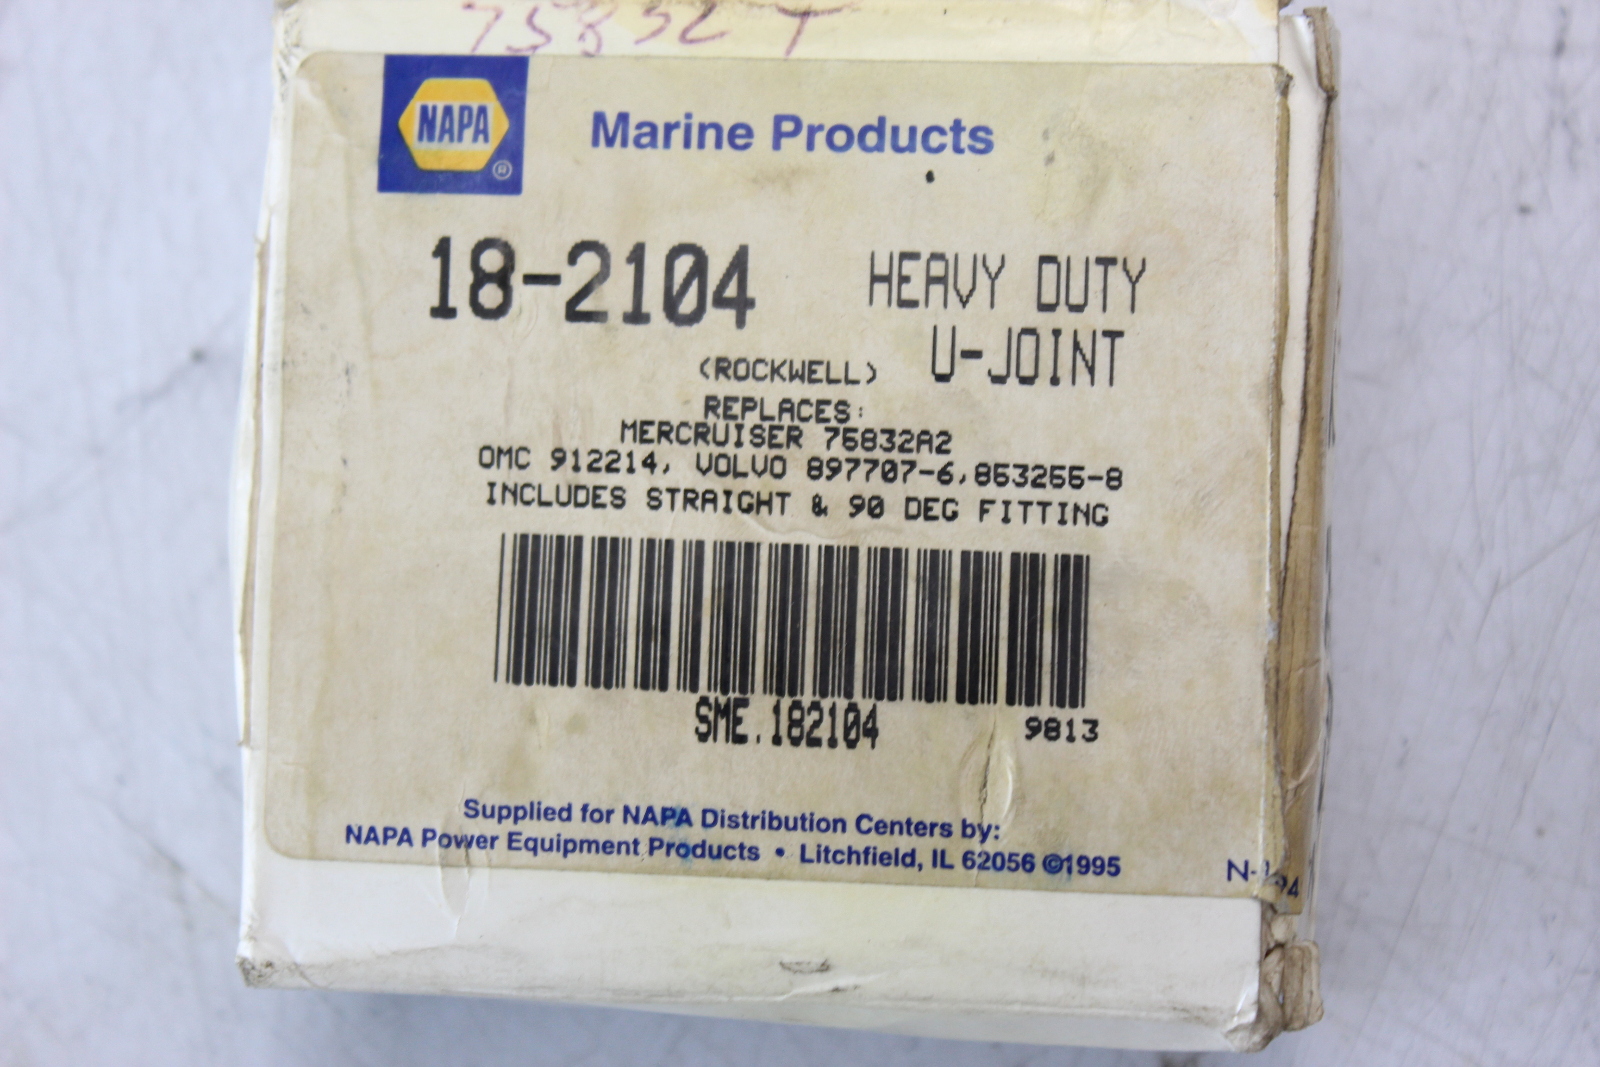 75832 T
NAPA
®
Marine Products
18-2104
HEAVY DUTY
U-JOINT
(ROCKWELL)
REPLACES:
MERCRUISER 75832A2
OMC 912214, VOLVO 897707-6,853255-8
INCLUDES STRAIGHT & 90 DEG FITTING
SME.182104
9813
Supplied for NAPA Distribution Centers by:
NAPA Power Equipment Products • Litchfield, IL 62056 ©1995